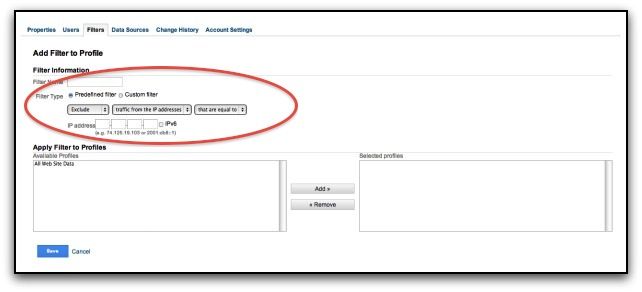 Properties Users Filters Data Sources Change History Account Settings
Add Filter to Profile
Filter Information
Filter Name
Filter Type Predefined filter Custom filter
Exclude traffic from the IP addresses that are equal to
IP address . . . IPv6
(e.g. 74.125.19.103 or 2001:db8::1)
Apply Filter to Profiles
Available Profiles Selected profiles
All Web Site Data
Add »
« Remove
Save Cancel